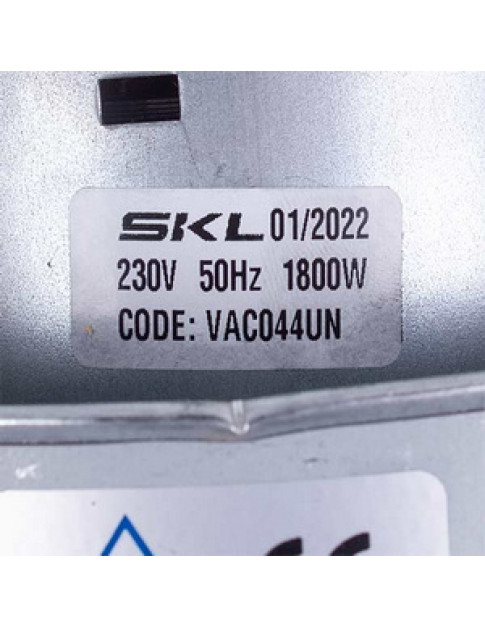 SKL 01/2022
230V 50Hz 1800W
CODE: VAC044UN